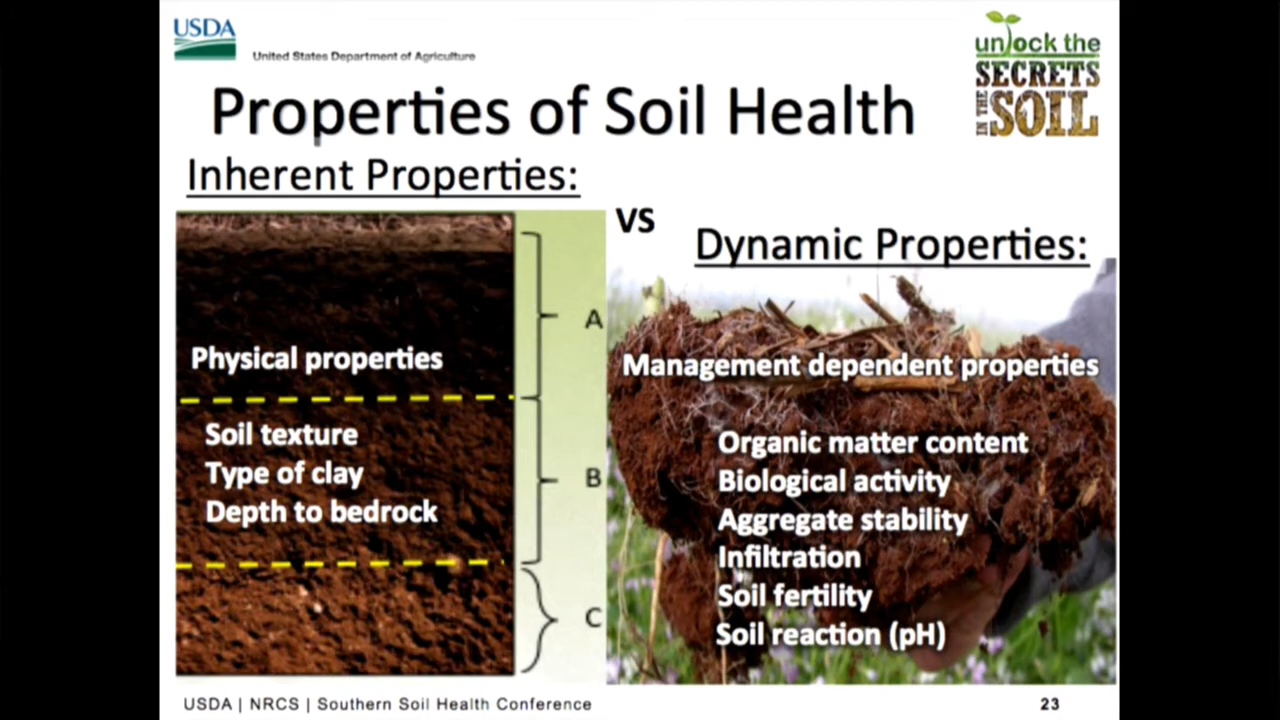 USDA
United States Department of Agriculture
unlock the
SECRETS
IN THE
SOIL
Properties of Soil Health
Inherent Properties:
VS
Dynamic Properties:
A
Physical properties
Management dependent properties
Soil texture
Type of clay
Depth to bedrock
B
Organic matter content
Biological activity
Aggregate stability
Infiltration
Soil fertility
Soil reaction (pH)
C
USDA | NRCS | Southern Soil Health Conference
23